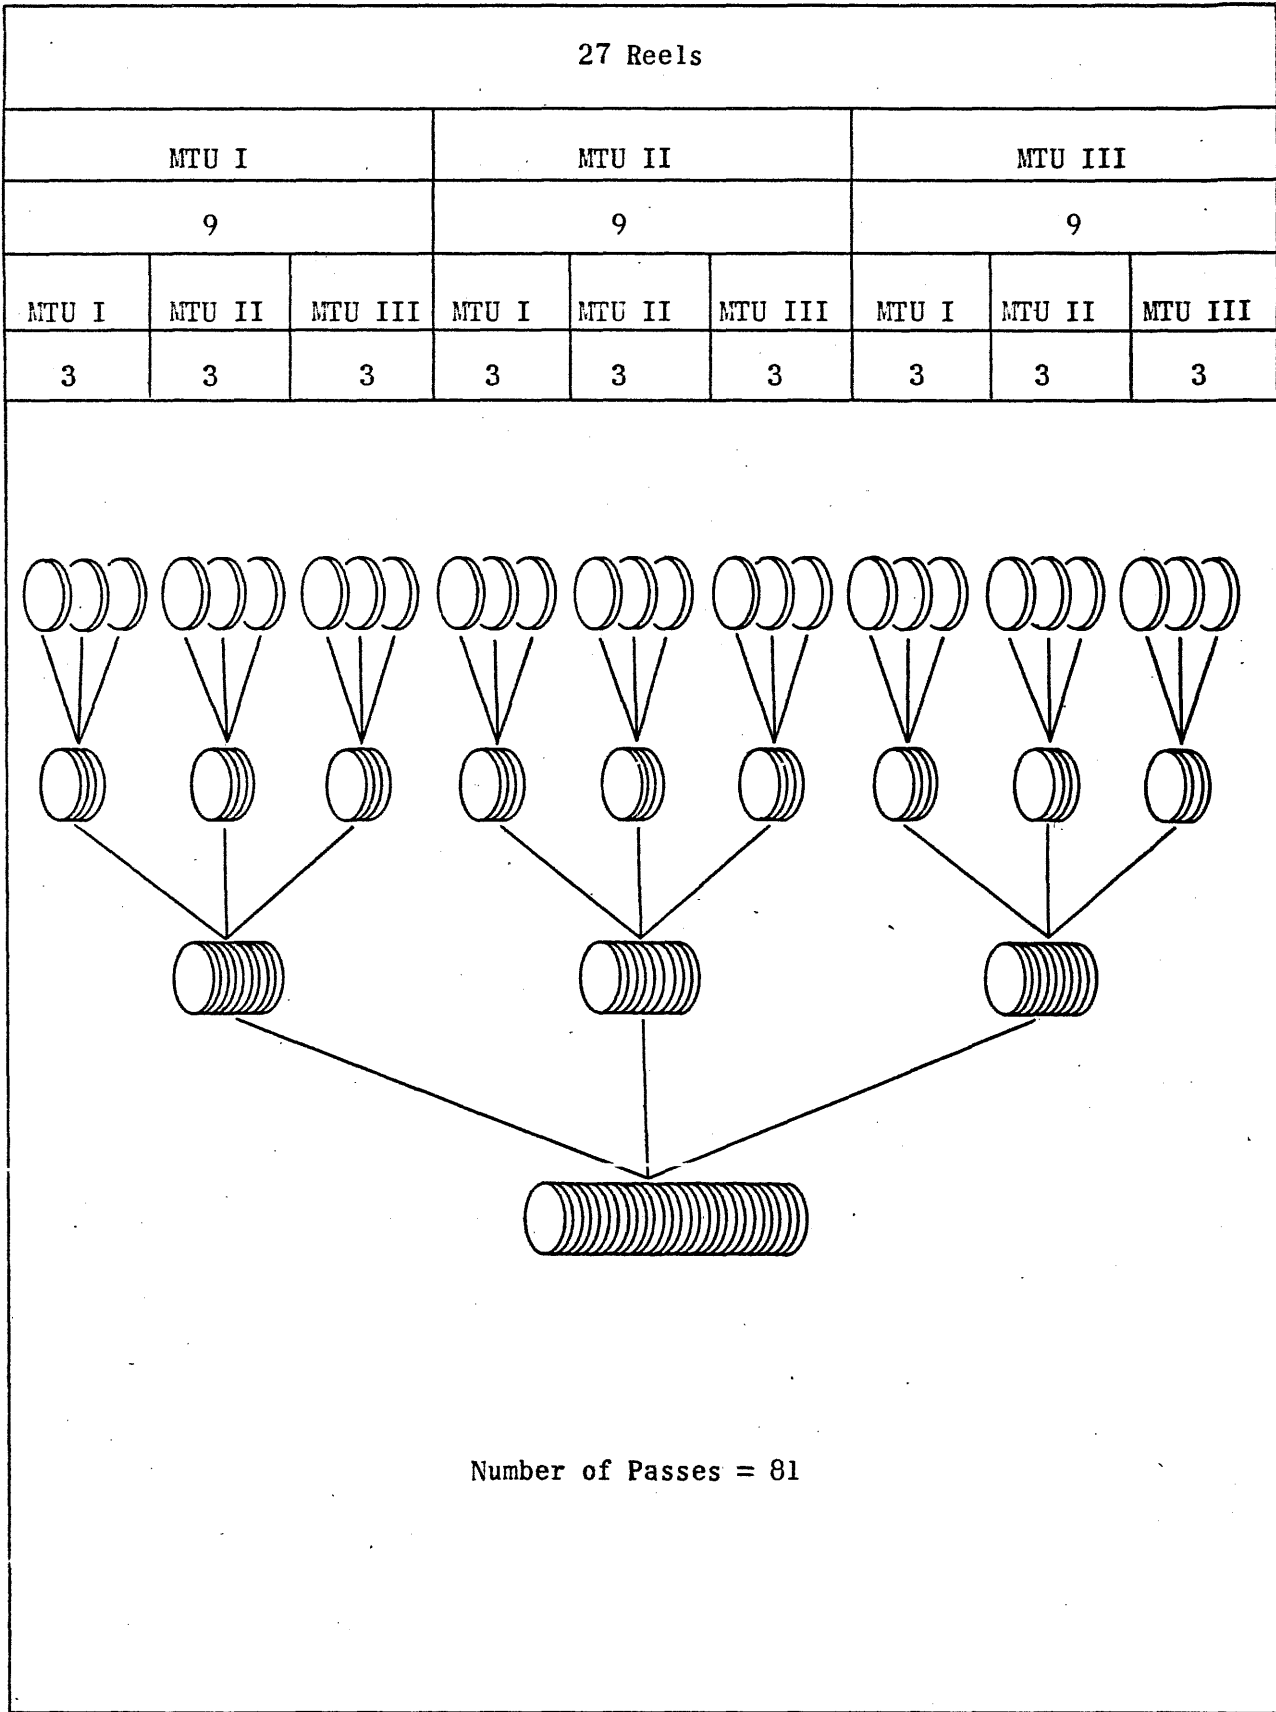 27 Reels
MTU I MTU II MTU III
9 9 9
MTU I MTU II MTU III MTU I MTU II MTU III MTU I MTU II MTU III
3 3 3 3 3 3 3 3 3
Number of Passes = 81